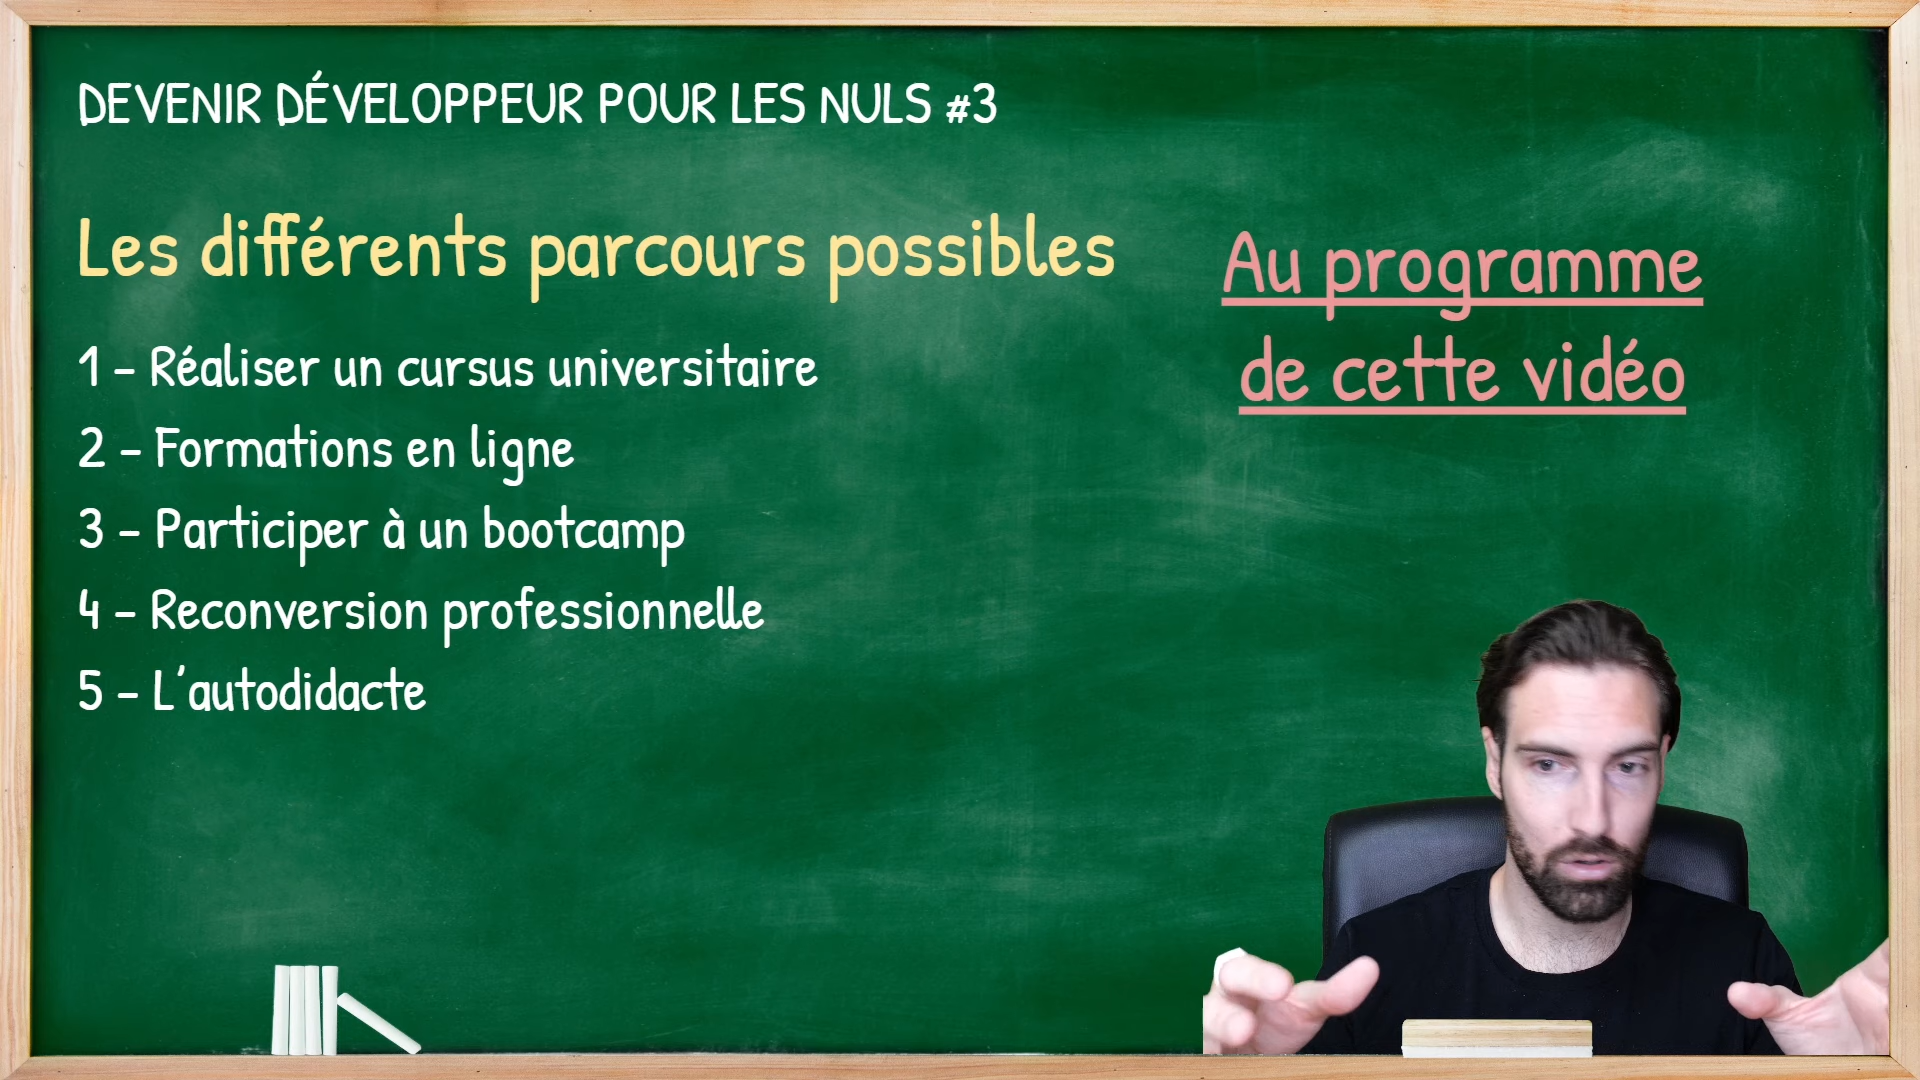 DEVENIR DÉVELOPPEUR POUR LES NULS #3
Les différents parcours possibles
1 - Réaliser un cursus universitaire
2 - Formations en ligne
3 - Participer à un bootcamp
4 - Reconversion professionnelle
5 - L'autodidacte
Au programme
de cette vidéo